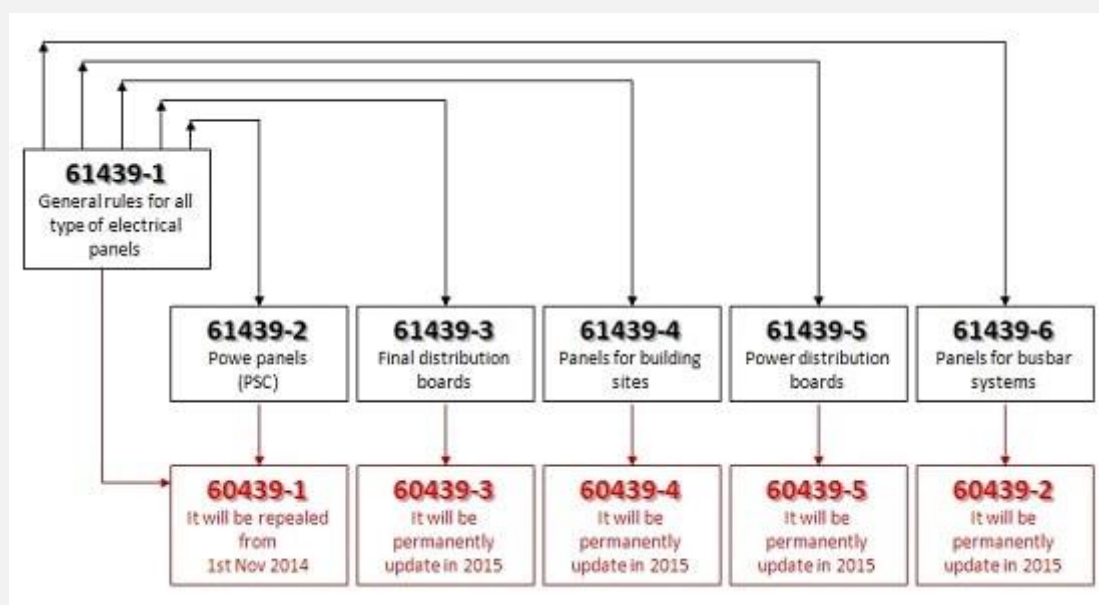 61439-1
General rules for all
type of electrical
panels
61439-2
Powe panels
(PSC)
61439-3
Final distribution
boards
61439-4
Panels for building
sites
61439-5
Power distribution
boards
61439-6
Panels for busbar
systems
60439-1
It will be repealed
from
1st Nov 2014
60439-3
It will be
permanently
update in 2015
60439-4
It will be
permanently
update in 2015
60439-5
It will be
permanently
update in 2015
60439-2
It will be
permanently
update in 2015